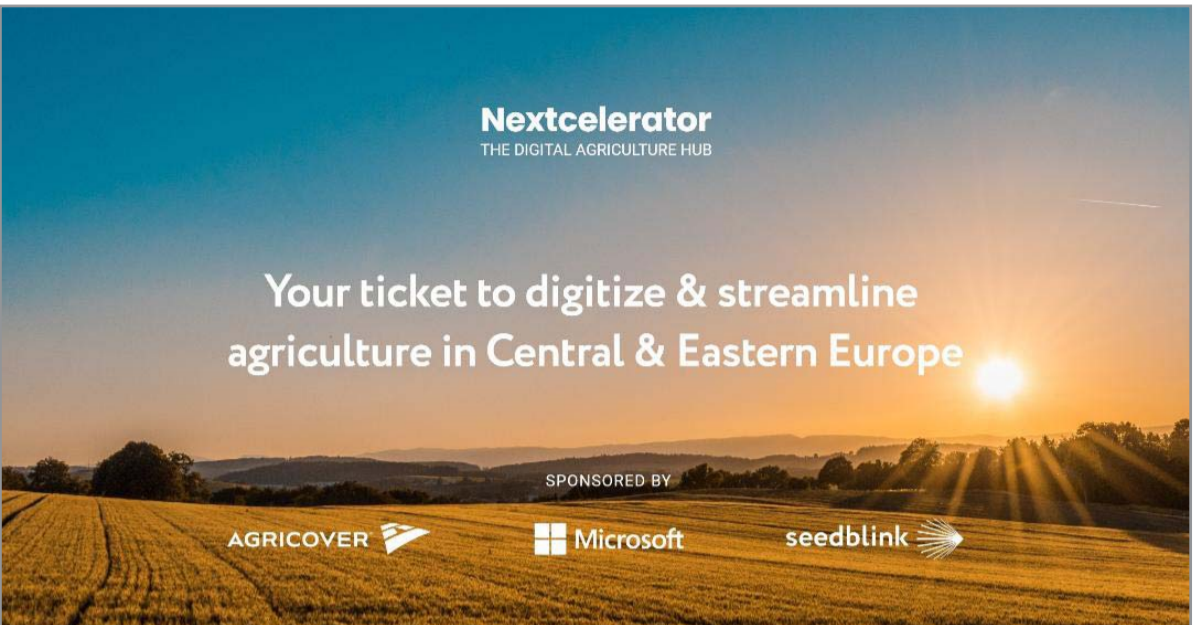 Nextcelerator
THE DIGITAL AGRICULTURE HUB
Your ticket to digitize & streamline
agriculture in Central & Eastern Europe
SPONSORED BY
AGRICOVER
Microsoft
seedblink